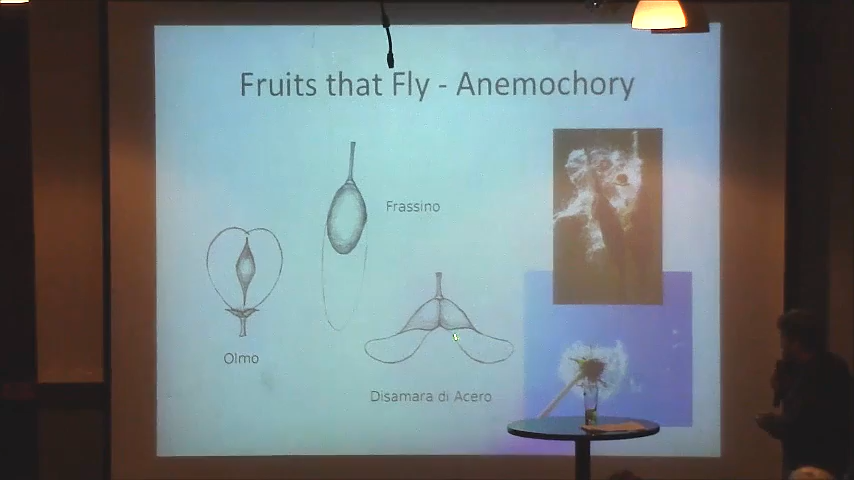 Fruits that Fly - Anemochory
Frassino
Olmo
Disamara di Acero